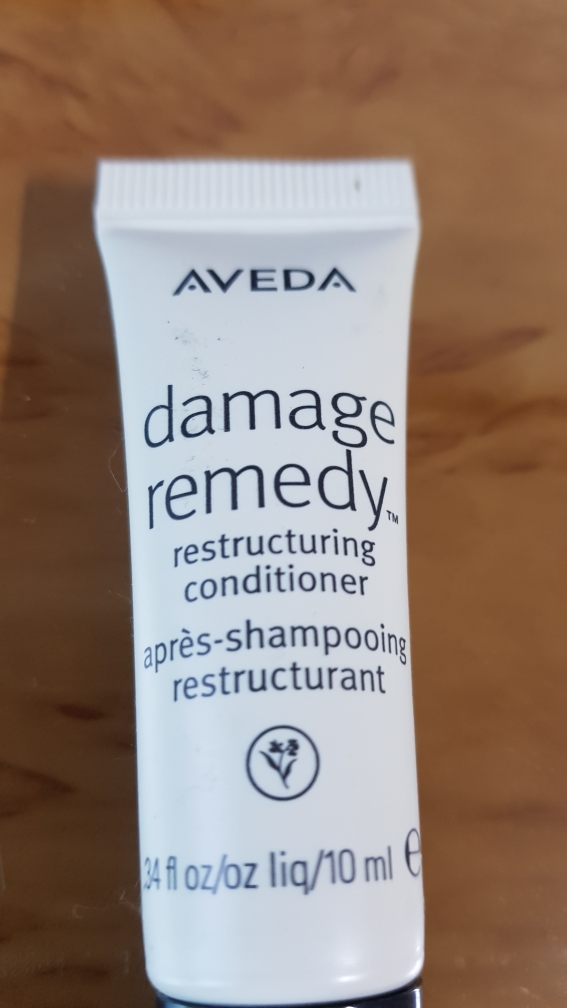 AVEDA
damage
remedy™
restructuring
conditioner
après-shampooing
restructurant
.34 fl oz/oz liq/10 ml ℮